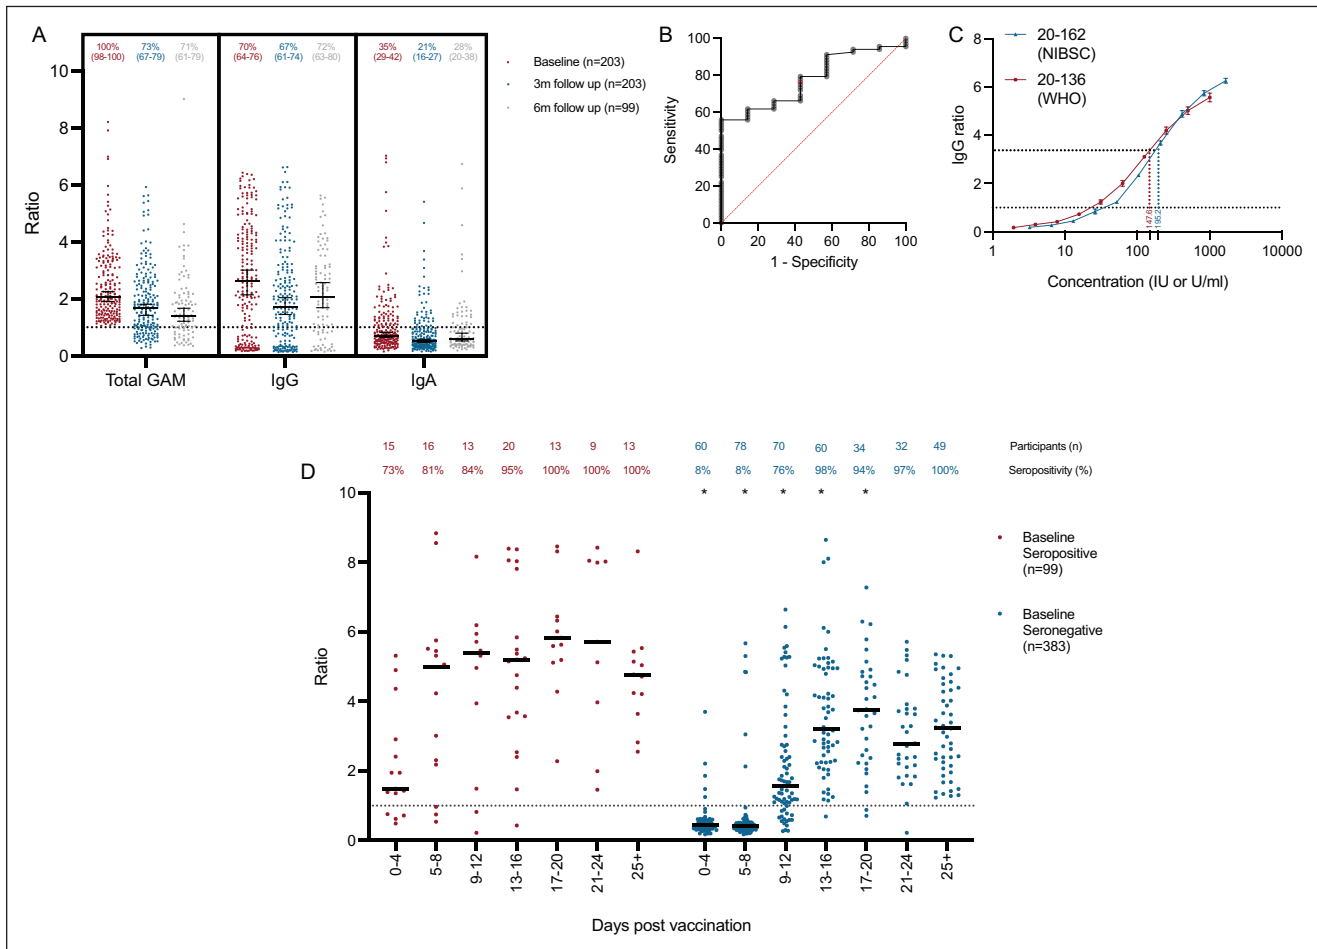 A
100% 73% 71% 70% 67% 72% 35% 21% 28%
(98-100) (67-79) (61-79) (64-76) (61-74) (63-80) (29-42) (16-27) (20-38)
10
8
6
4
2
0
Ratio
Total GAM IgG IgA
Baseline (n=203)
3m follow up (n=203)
6m follow up (n=99)
B
100
80
60
40
20
0
Sensitivity
0 20 40 60 80 100
1 - Specificity
C
20-162
(NIBSC)
20-136
(WHO)
8
6
4
2
0
IgG ratio
147.6
195.2
1 10 100 1000 10000
Concentration (IU or U/ml)
D
15 16 13 20 13 9 13 60 78 70 60 34 32 49 Participants (n)
73% 81% 84% 95% 100% 100% 100% 8% 8% 76% 98% 94% 97% 100% Seropositivity (%)
* * * * *
10
8
6
4
2
0
Ratio
0-4 5-8 9-12 13-16 17-20 21-24 25+ 0-4 5-8 9-12 13-16 17-20 21-24 25+
Days post vaccination
Baseline
Seropositive
(n=99)
Baseline
Seronegative
(n=383)